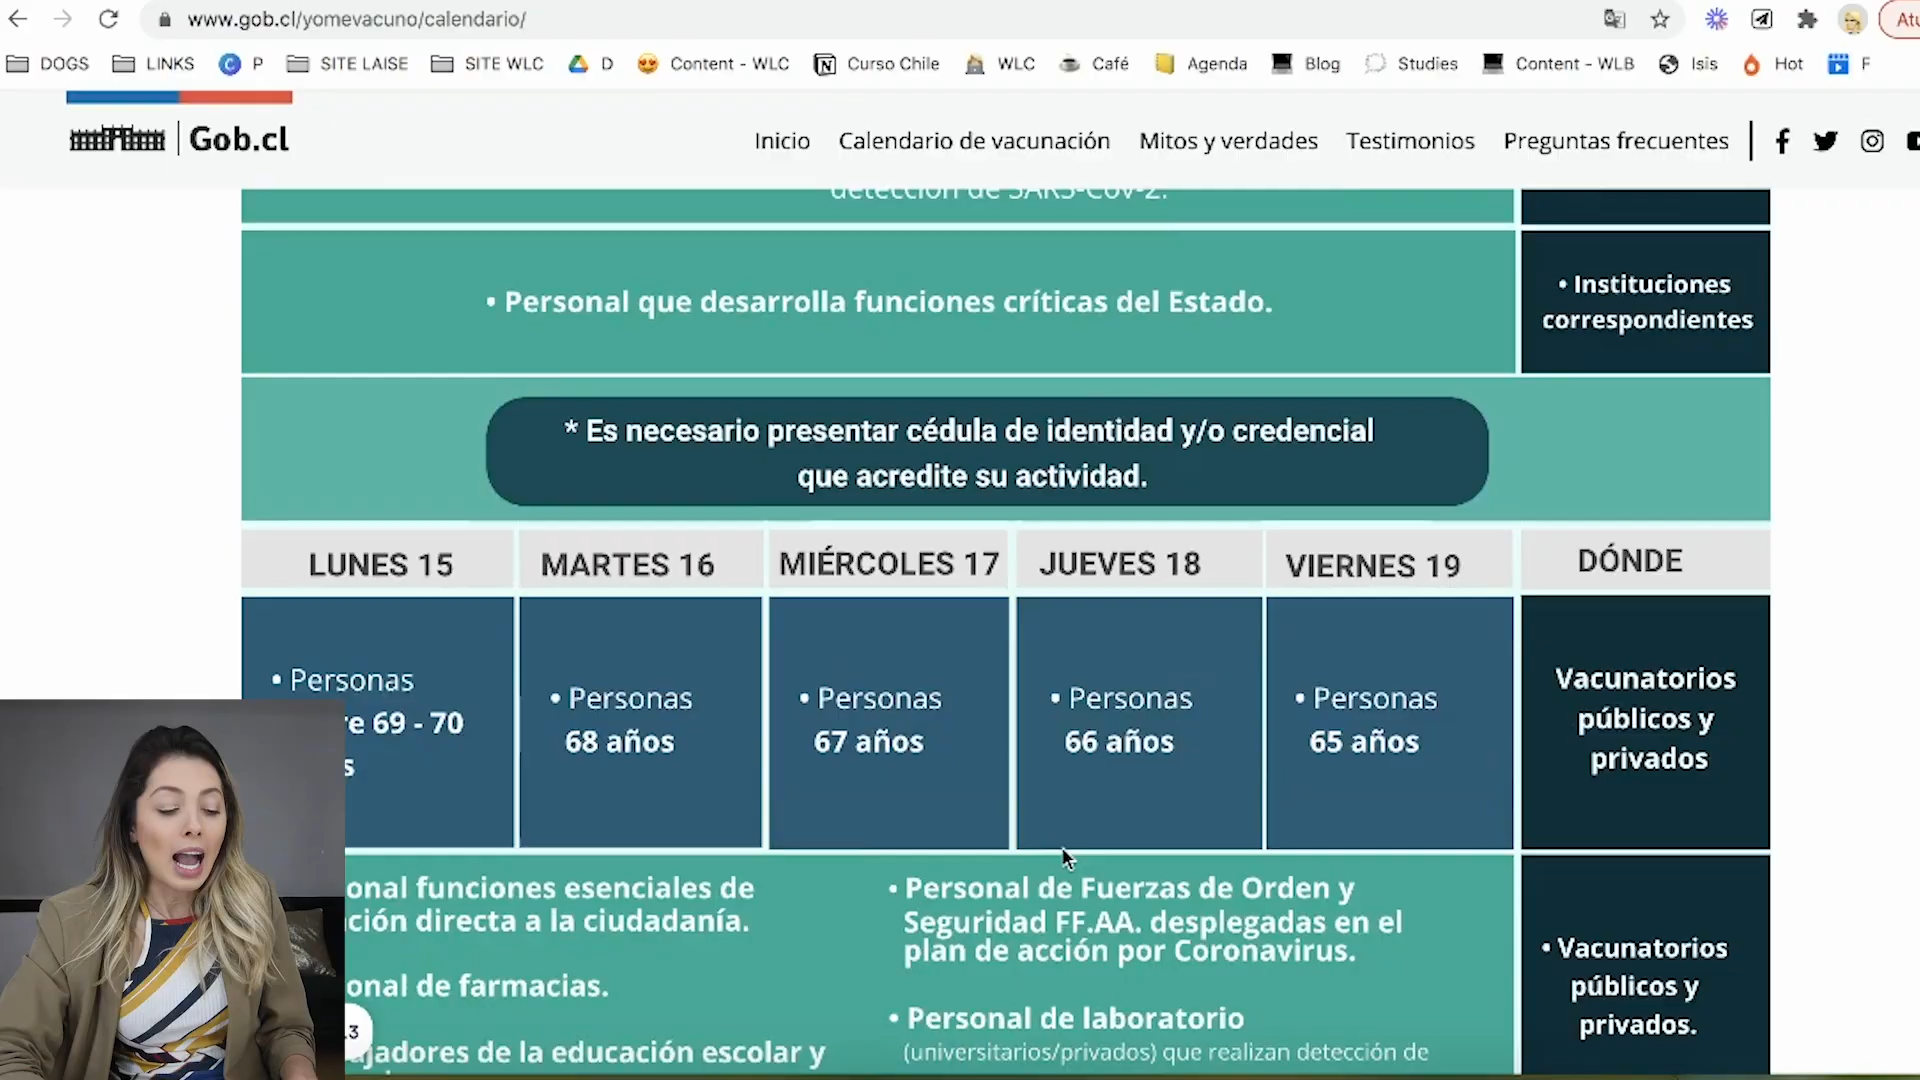 www.gob.cl/yomevacuno/calendario/
DOGS LINKS P SITE LAISE SITE WLC D Content - WLC Curso Chile WLC Café Agenda Blog Studies Content - WLB Isis Hot F
Gob.cl
Inicio Calendario de vacunación Mitos y verdades Testimonios Preguntas frecuentes
detección de SARS-CoV-2.
• Personal que desarrolla funciones críticas del Estado.
• Instituciones
correspondientes
* Es necesario presentar cédula de identidad y/o credencial
que acredite su actividad.
LUNES 15 MARTES 16 MIÉRCOLES 17 JUEVES 18 VIERNES 19 DÓNDE
• Personas
69 - 70
• Personas
68 años
• Personas
67 años
• Personas
66 años
• Personas
65 años
Vacunatorios
públicos y
privados
funciones esenciales de
directa a la ciudadanía.
de farmacias.
de la educación escolar y
• Personal de Fuerzas de Orden y
Seguridad FF.AA. desplegadas en el
plan de acción por Coronavirus.
• Personal de laboratorio
(universitarios/privados) que realizan detección de
• Vacunatorios
públicos y
privados.